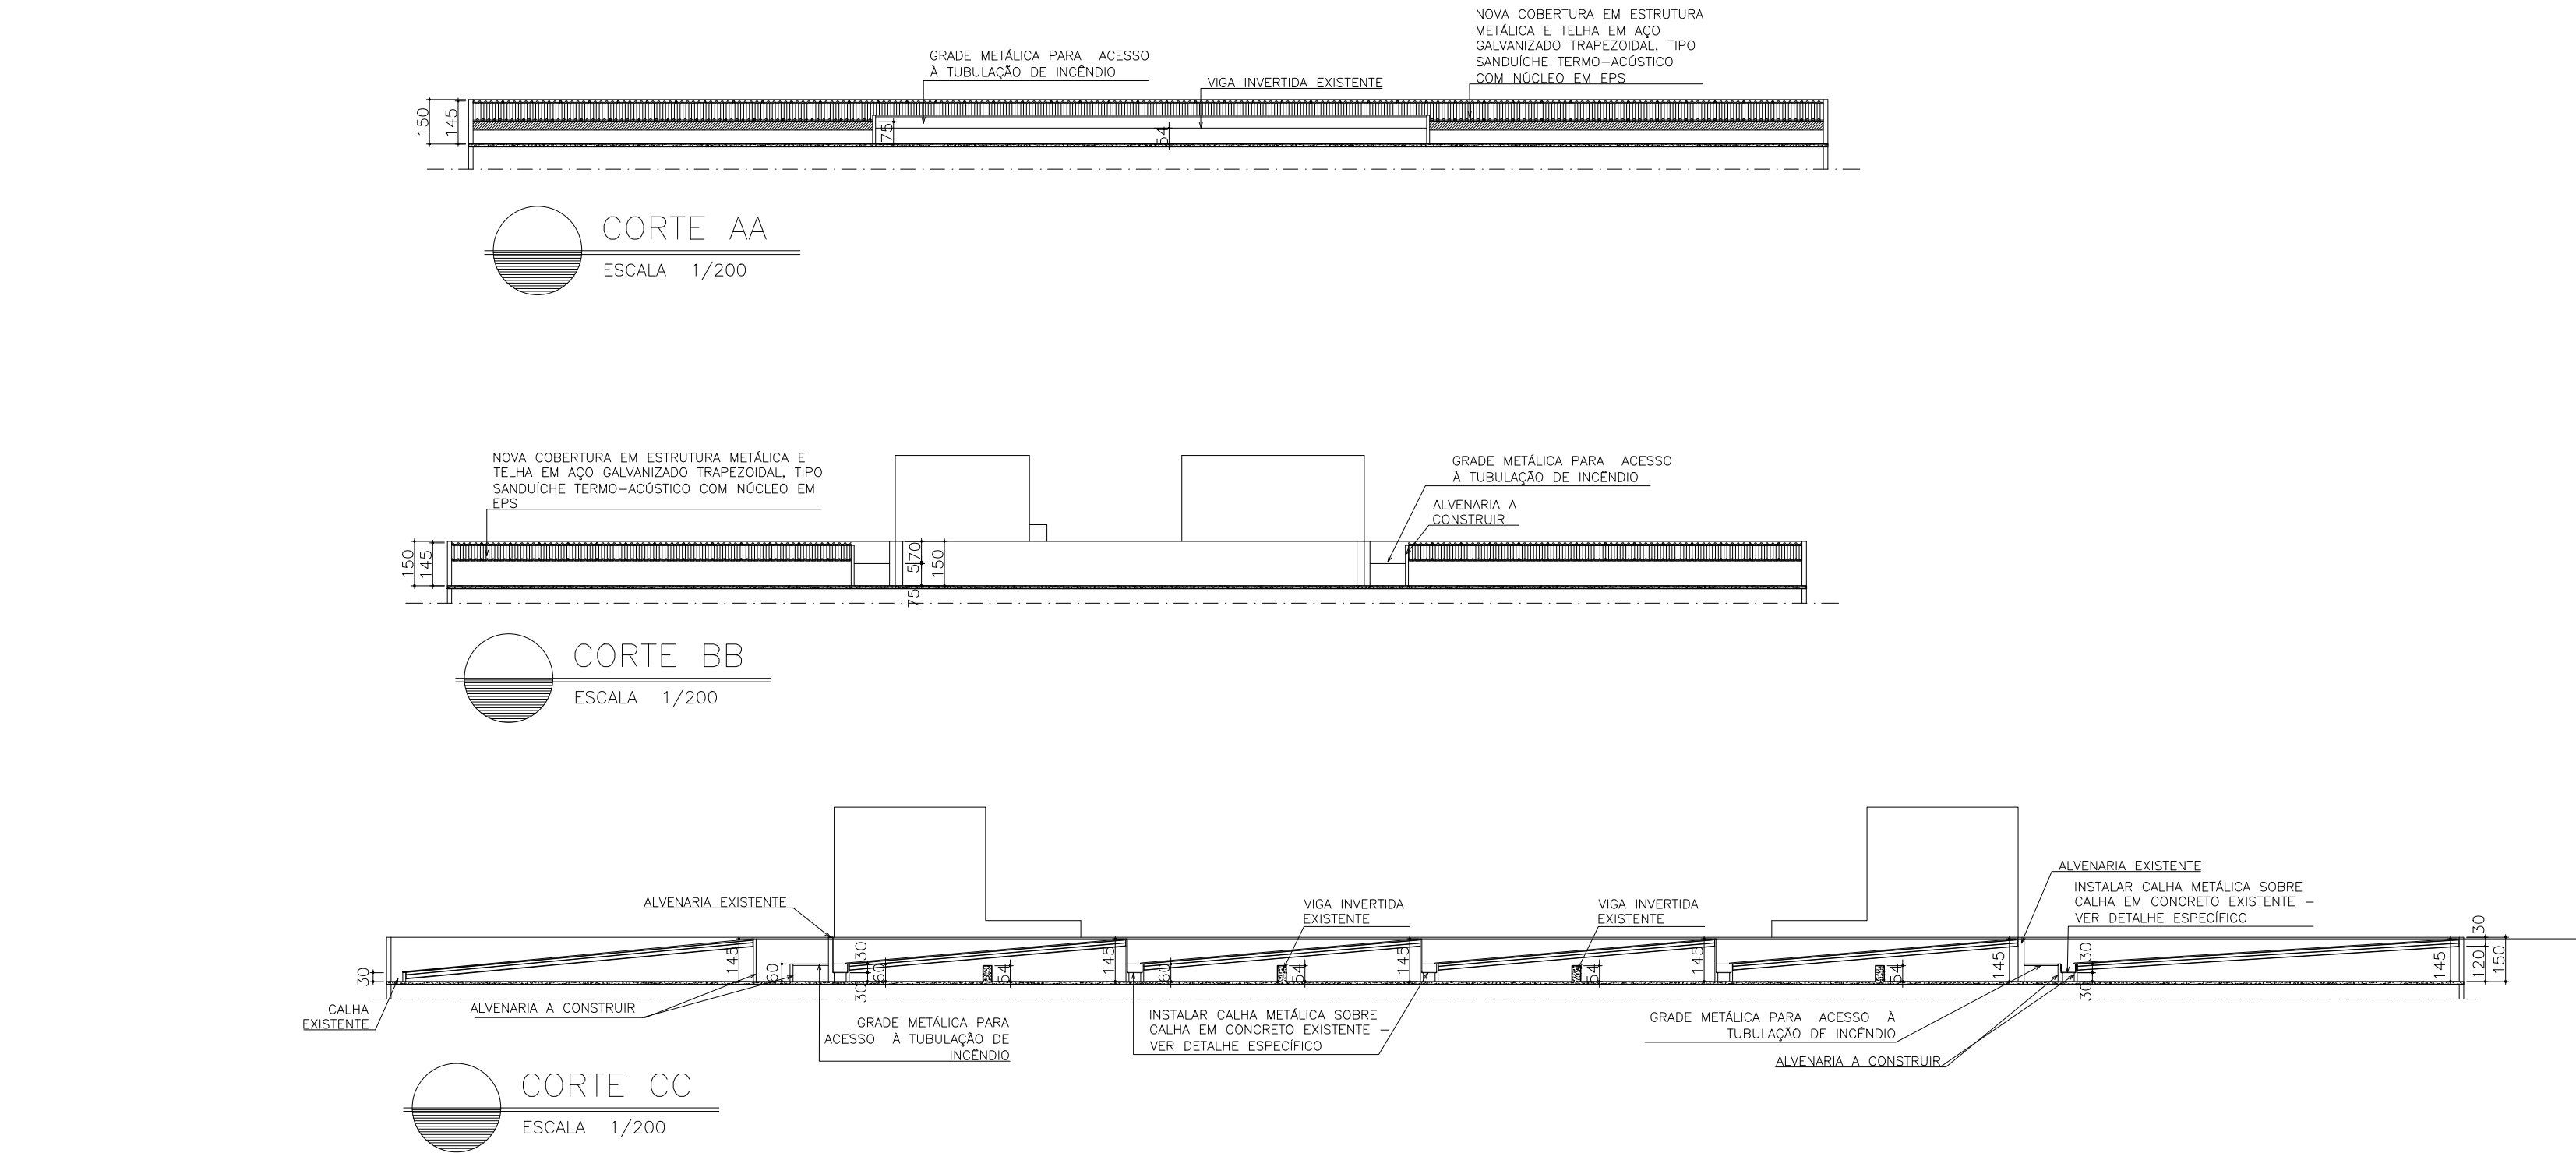 NOVA COBERTURA EM ESTRUTURA
METÁLICA E TELHA EM AÇO
GALVANIZADO TRAPEZOIDAL, TIPO
SANDUÍCHE TERMO-ACÚSTICO
COM NÚCLEO EM EPS
GRADE METÁLICA PARA ACESSO
À TUBULAÇÃO DE INCÊNDIO
VIGA INVERTIDA EXISTENTE
150
145
75
54
CORTE AA
ESCALA 1/200
NOVA COBERTURA EM ESTRUTURA METÁLICA E
TELHA EM AÇO GALVANIZADO TRAPEZOIDAL, TIPO
SANDUÍCHE TERMO-ACÚSTICO COM NÚCLEO EM
EPS
GRADE METÁLICA PARA ACESSO
À TUBULAÇÃO DE INCÊNDIO
ALVENARIA A
CONSTRUIR
150
145
70
5
75
150
CORTE BB
ESCALA 1/200
ALVENARIA EXISTENTE
VIGA INVERTIDA
EXISTENTE
VIGA INVERTIDA
EXISTENTE
ALVENARIA EXISTENTE
INSTALAR CALHA METÁLICA SOBRE
CALHA EM CONCRETO EXISTENTE -
VER DETALHE ESPECÍFICO
30
145
60
30
30
60
54
145
60
54
145
54
145
54
145
30
30
145
120
30
150
CALHA
EXISTENTE
ALVENARIA A CONSTRUIR
GRADE METÁLICA PARA
ACESSO À TUBULAÇÃO DE
INCÊNDIO
INSTALAR CALHA METÁLICA SOBRE
CALHA EM CONCRETO EXISTENTE -
VER DETALHE ESPECÍFICO
GRADE METÁLICA PARA ACESSO À
TUBULAÇÃO DE INCÊNDIO
ALVENARIA A CONSTRUIR
CORTE CC
ESCALA 1/200